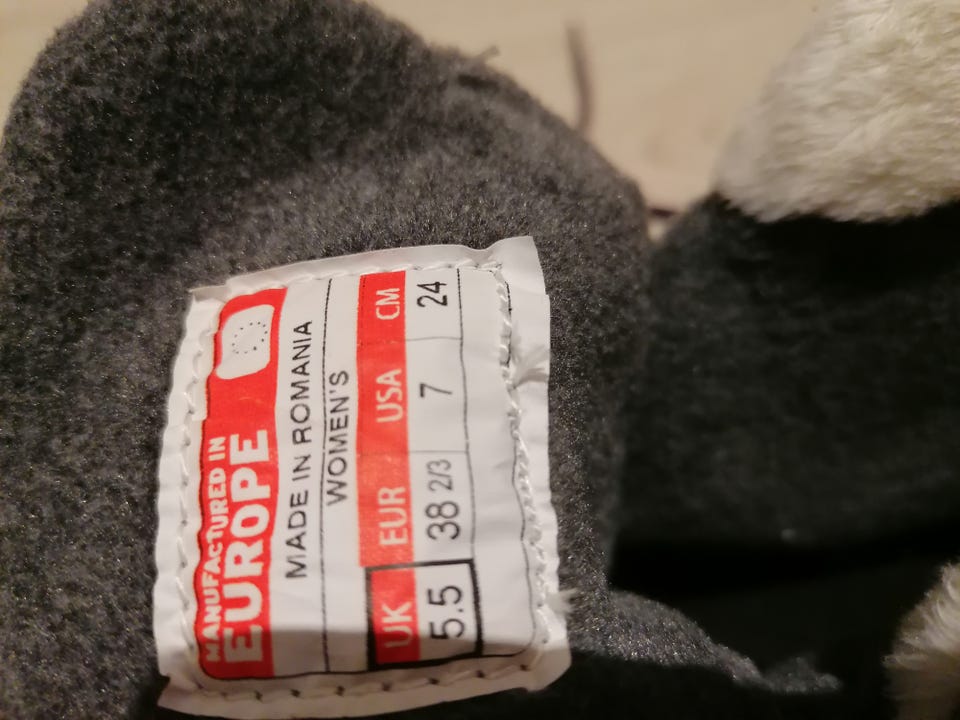 MANUFACTURED IN
EUROPE
MADE IN ROMANIA
WOMEN'S
UK EUR USA CM
5.5 38 2/3 7 24